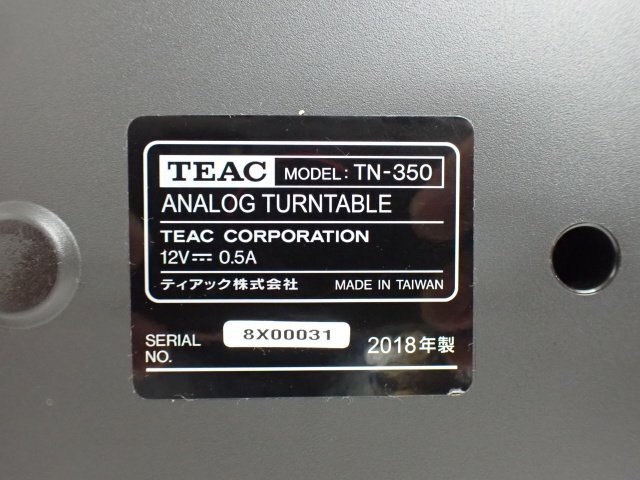 TEAC MODEL: TN-350
ANALOG TURNTABLE
TEAC CORPORATION
12V⎓ 0.5A
ティアック株式会社 MADE IN TAIWAN
SERIAL NO. 8X00031 2018年製